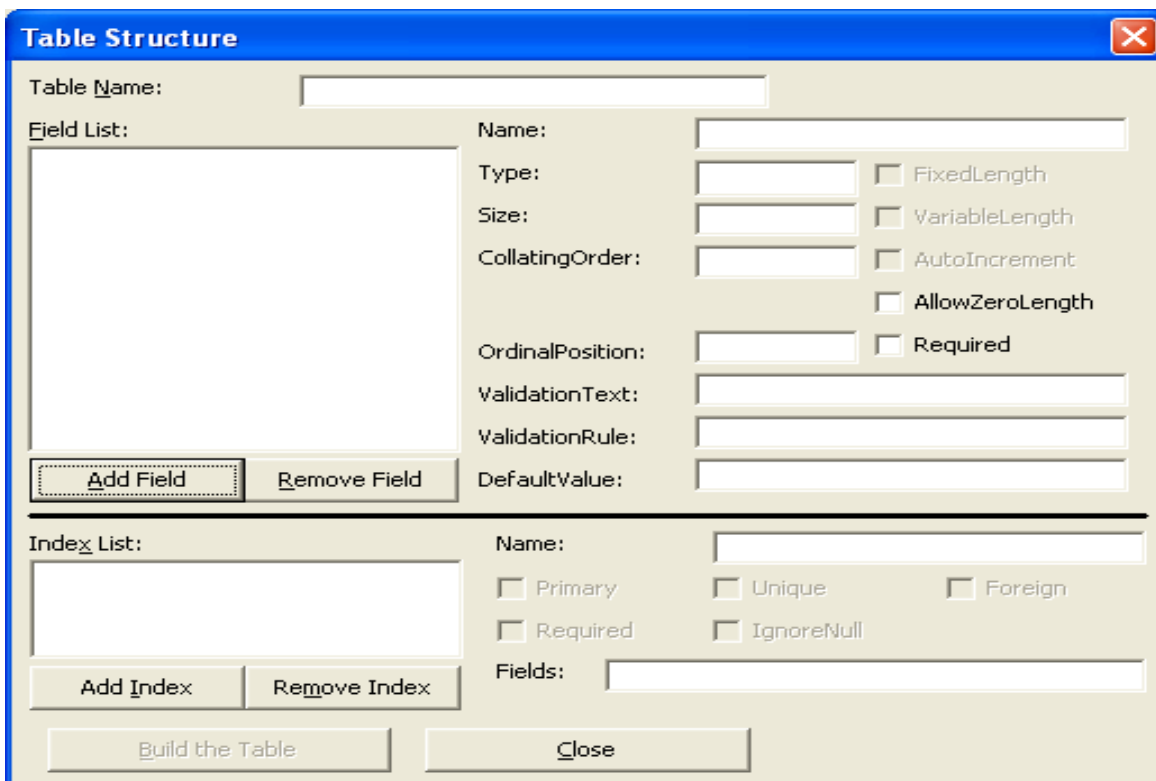 Table Structure
Table Name:
Field List:
Name:
Type:
FixedLength
Size:
VariableLength
CollatingOrder:
AutoIncrement
AllowZeroLength
OrdinalPosition:
Required
ValidationText:
ValidationRule:
Add Field
Remove Field
DefaultValue:
Index List:
Name:
Primary
Unique
Foreign
Required
IgnoreNull
Add Index
Remove Index
Fields:
Build the Table
Close